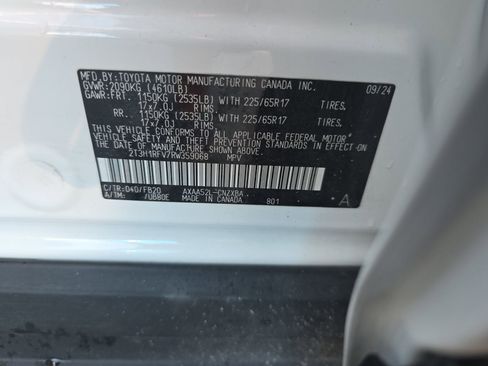 MFD.BY:TOYOTA MOTOR MANUFACTURING CANADA INC.
GVWR:2090KG (4610LB) 09/24
GAWR:FRT. 1150KG (2535LB) WITH 225/65R17 TIRES.
17x7.0J RIMS.
RR. 1150KG (2535LB) WITH 225/65R17 TIRES.
17x7.0J RIMS.
THIS VEHICLE CONFORMS TO ALL APPLICABLE FEDERAL MOTOR
VEHICLE SAFETY AND THEFT PREVENTION STANDARDS IN
EFFECT ON THE DATE OF MANUFACTURE SHOWN ABOVE.
2T3H1RFV7RW359068 MPV
C/TR:040/FB20 AXAA52L-CNZXBA
A/TM: /UB80E MADE IN CANADA 801 A